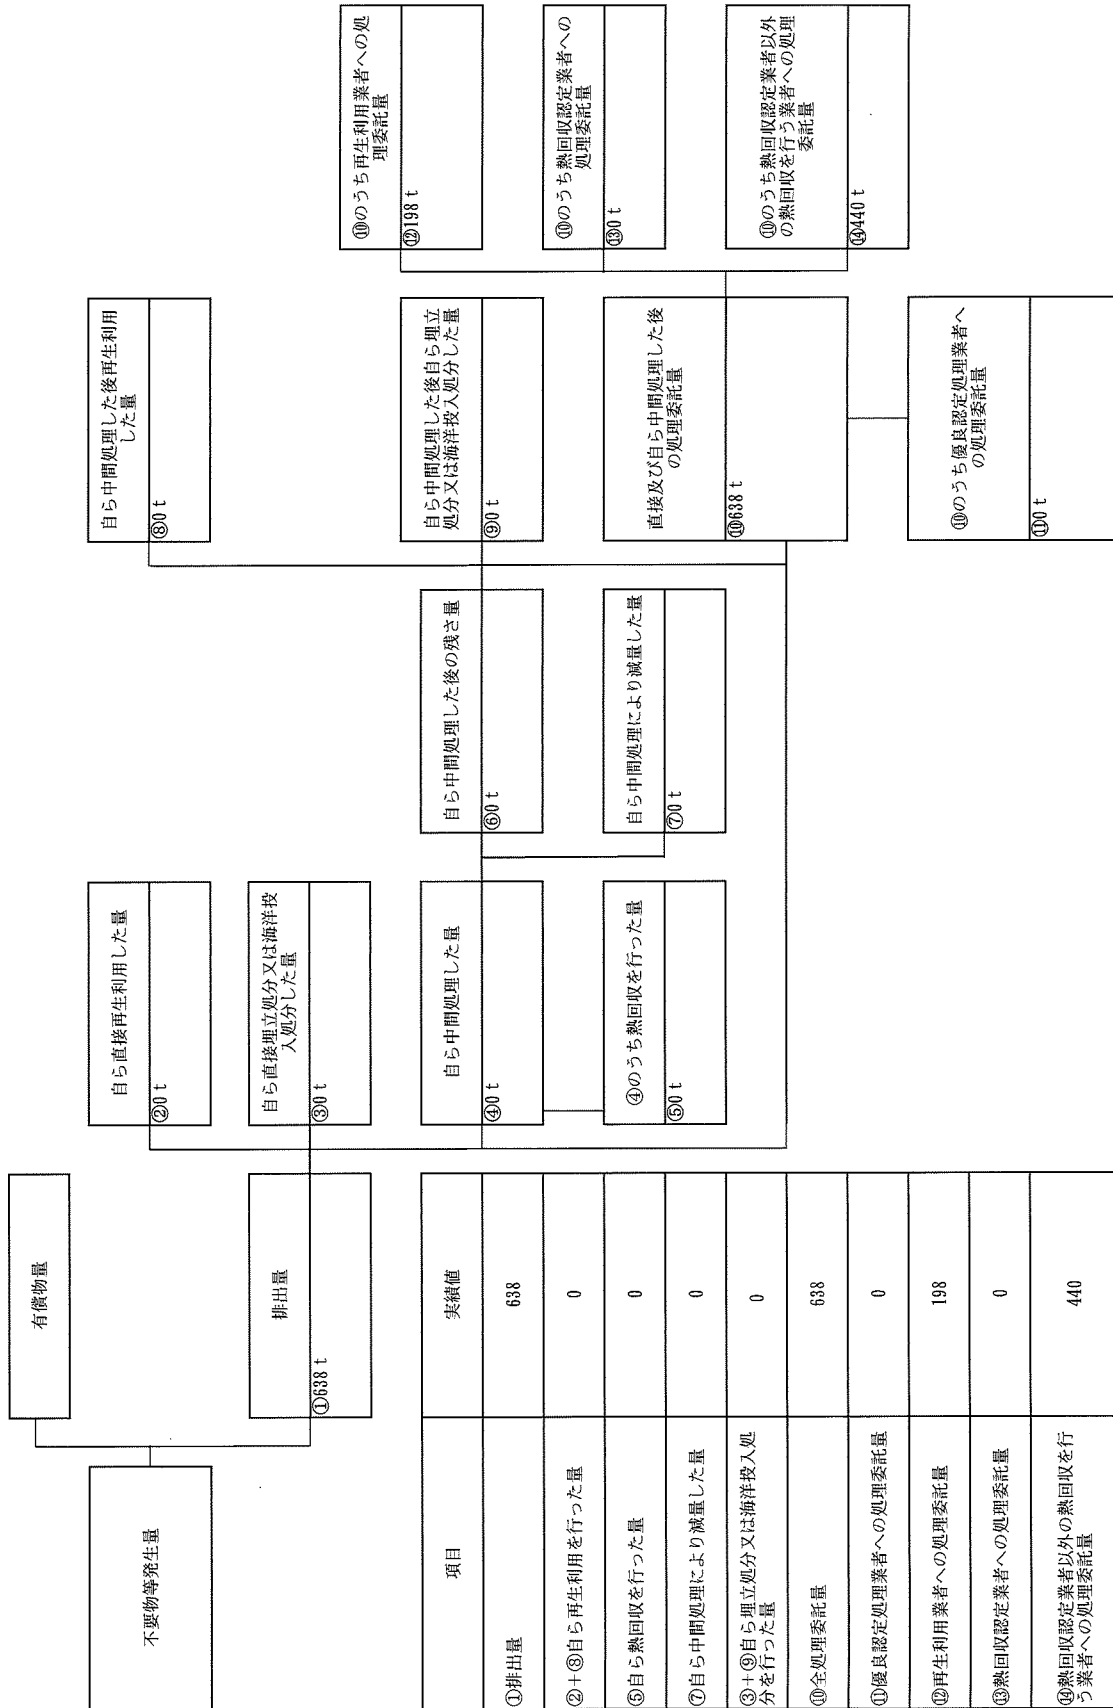 不要物等発生量
有償物量
排出量
①638 t
自ら直接再生利用した量
②0 t
自ら直接埋立処分又は海洋投
入処分した量
③0 t
自ら中間処理した量
④0 t
④のうち熱回収を行った量
⑤0 t
自ら中間処理した後の残さ量
⑥0 t
自ら中間処理により減量した量
⑦0 t
自ら中間処理した後再生利用
した量
⑧0 t
自ら中間処理した後自ら埋立
処分又は海洋投入処分した量
⑨0 t
直接及び自ら中間処理した後
の処理委託量
⑩638 t
⑩のうち優良認定処理業者へ
の処理委託量
⑪0 t
⑩のうち再生利用業者への処
理委託量
⑫198 t
⑩のうち熱回収認定業者への
処理委託量
⑬0 t
⑩のうち熱回収認定業者以外
の熱回収を行う業者への処理
委託量
⑭440 t
項目 実績値
①排出量 638
②+⑧自ら再生利用を行った量 0
⑤自ら熱回収を行った量 0
⑦自ら中間処理により減量した量 0
③+⑨自ら埋立処分又は海洋投入処
分を行った量 0
⑩全処理委託量 638
⑪優良認定処理業者への処理委託量 0
⑫再生利用業者への処理委託量 198
⑬熱回収認定業者への処理委託量 0
⑭熱回収認定業者以外の熱回収を行
う業者への処理委託量 440